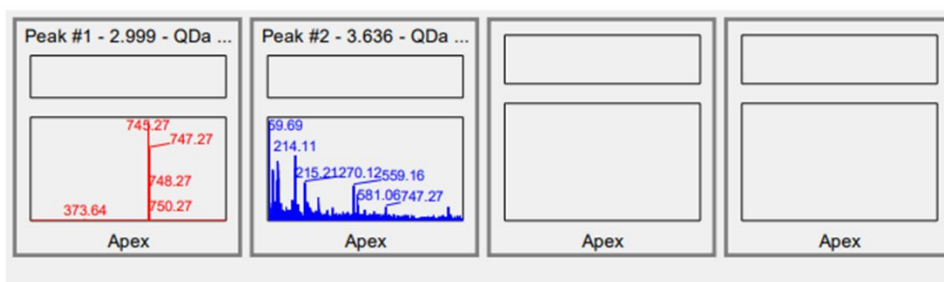 Peak #1 - 2.999 - QDa ...
745.27
747.27
748.27
373.64
750.27
Apex
Peak #2 - 3.636 - QDa ...
59.69
214.11
215.21270.12559.16
581.06747.27
Apex
Apex
Apex